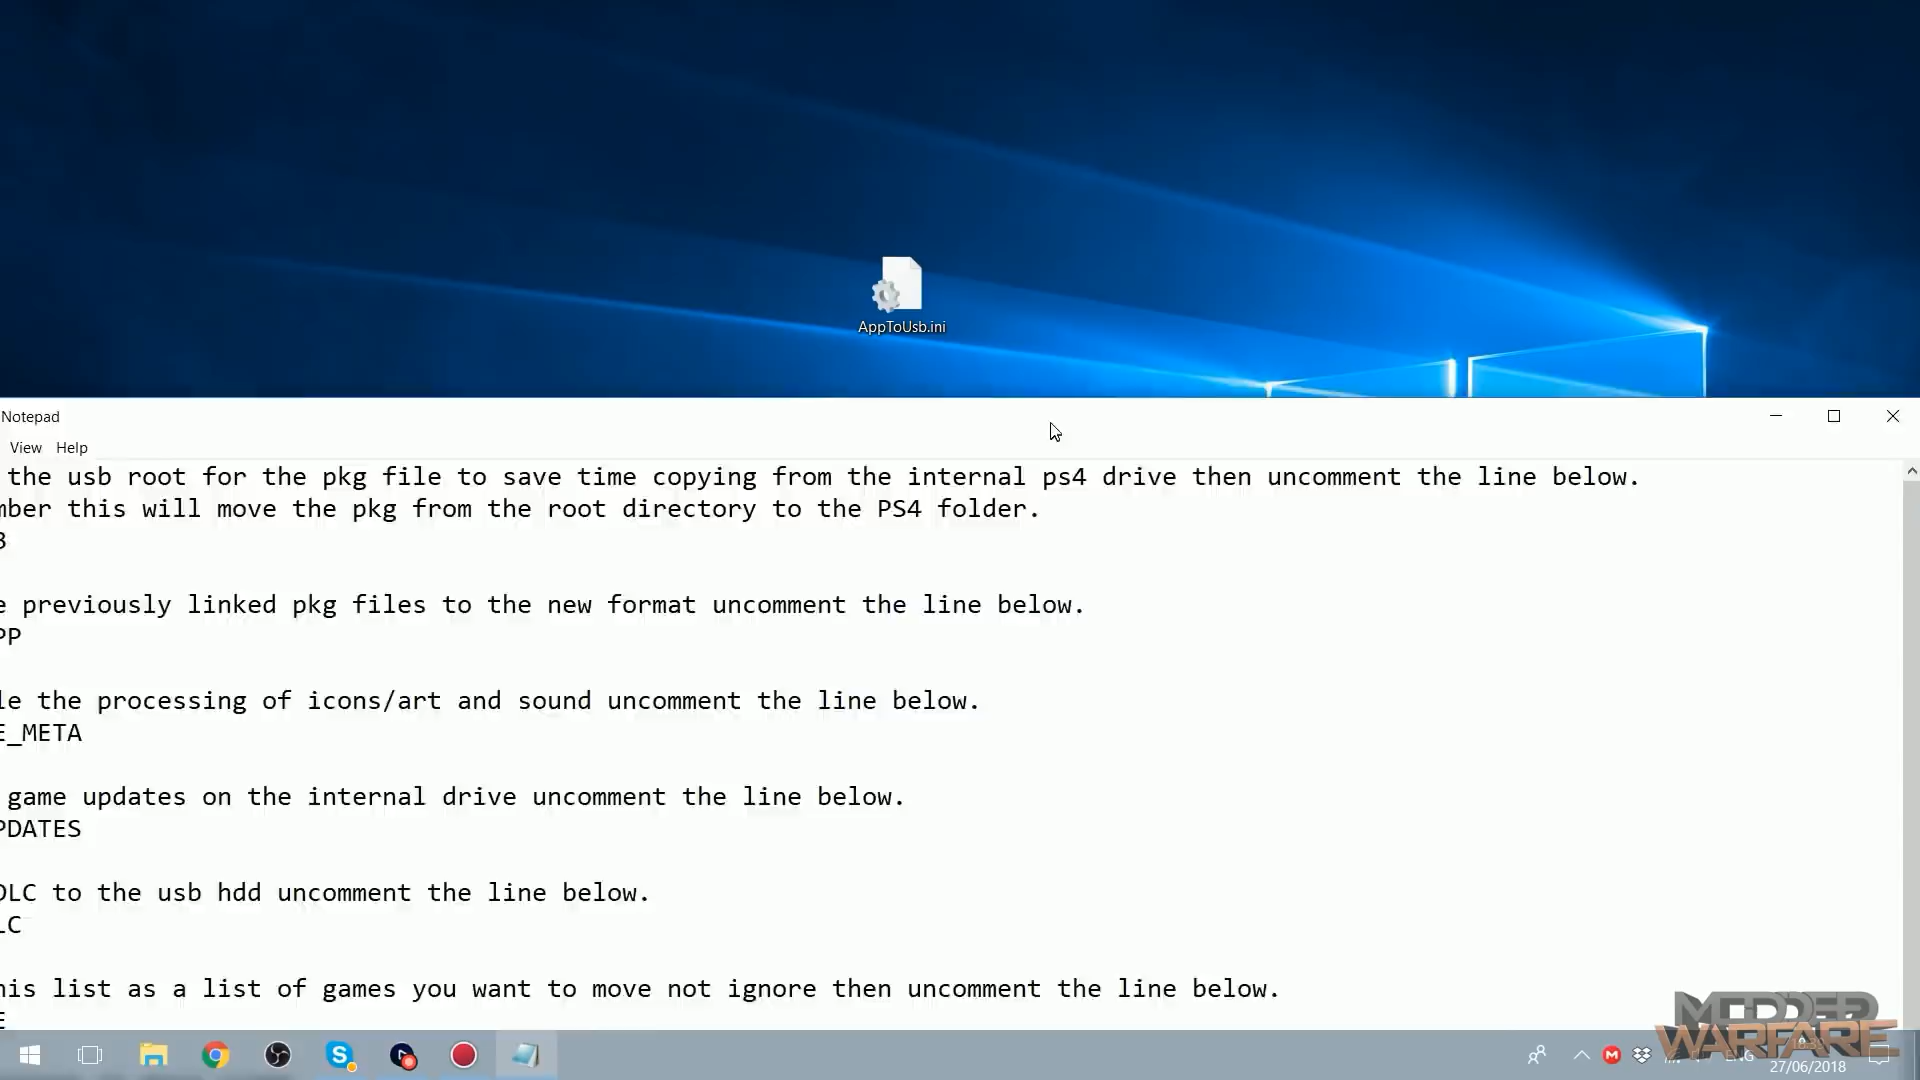 AppToUsb.ini
Notepad
View Help
the usb root for the pkg file to save time copying from the internal ps4 drive then uncomment the line below.
mber this will move the pkg from the root directory to the PS4 folder.
B
e previously linked pkg files to the new format uncomment the line below.
PP
le the processing of icons/art and sound uncomment the line below.
E_META
game updates on the internal drive uncomment the line below.
PDATES
DLC to the usb hdd uncomment the line below.
LC
his list as a list of games you want to move not ignore then uncomment the line below.
E
MODDED
WARFARE
ENG
27/06/2018